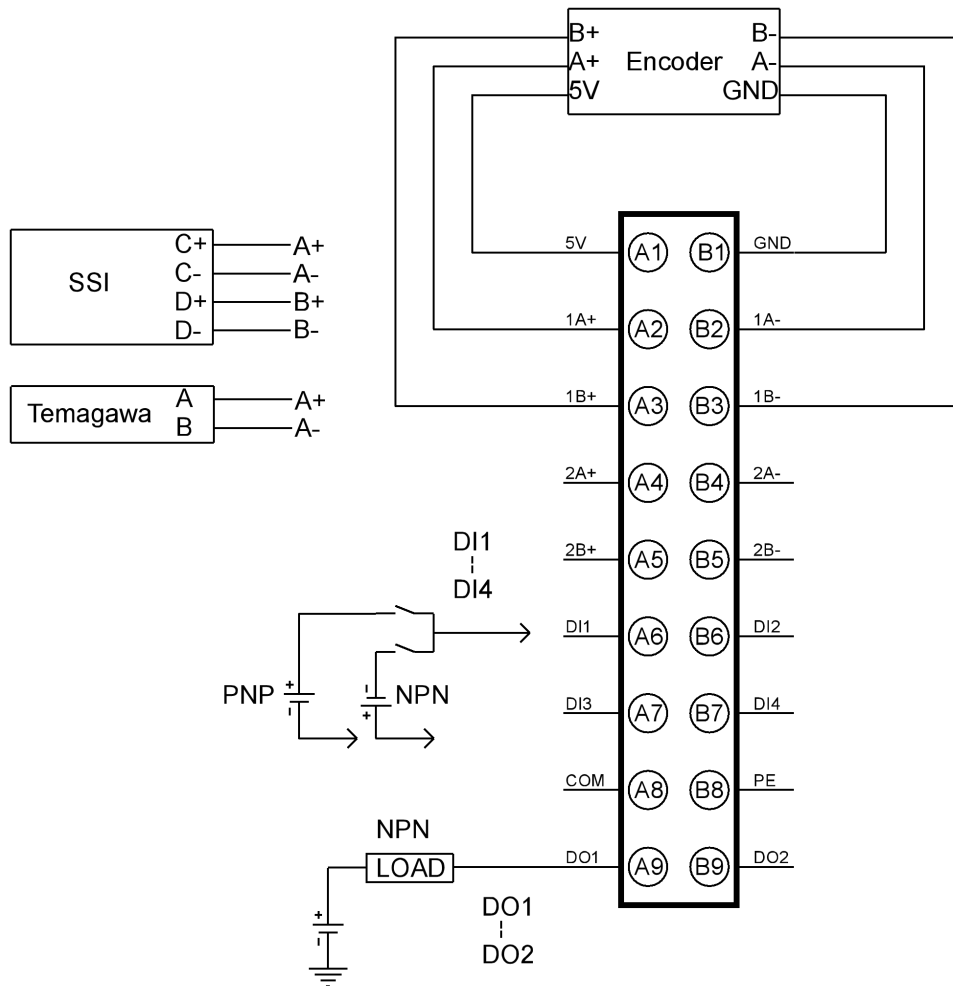 B+ B-
A+ Encoder A-
5V GND
SSI
C+ A+
C- A-
D+ B+
D- B-
Temagawa
A A+
B A-
5V A1 B1 GND
1A+ A2 B2 1A-
1B+ A3 B3 1B-
2A+ A4 B4 2A-
2B+ A5 B5 2B-
DI1 A6 B6 DI2
DI3 A7 B7 DI4
COM A8 B8 PE
DO1 A9 B9 DO2
DI1
DI4
PNP + - - + NPN
NPN
LOAD
+
-
DO1
DO2